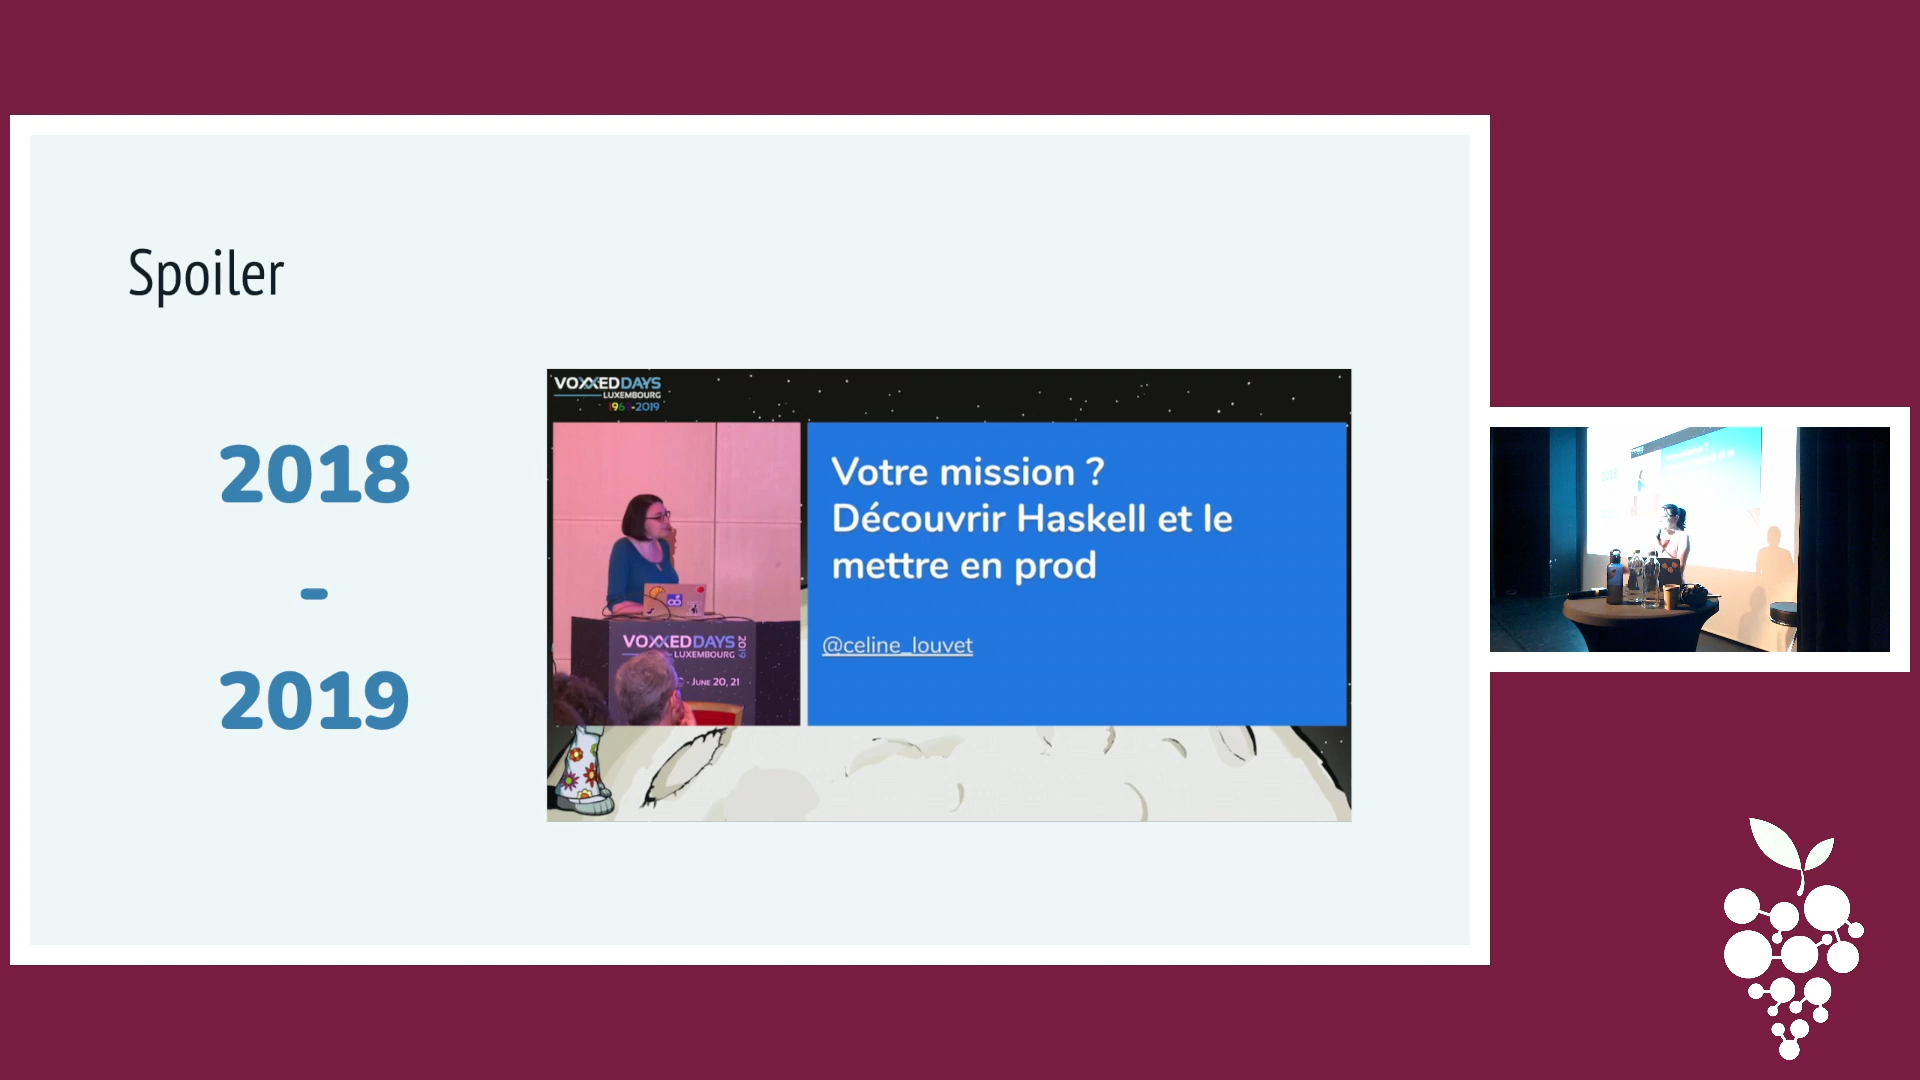 Spoiler
2018
-
2019
VOXXEDDAYS
LUXEMBOURG
-2019
Votre mission ?
Découvrir Haskell et le
mettre en prod
@celine_louvet
VOXXEDDAYS 2019
LUXEMBOURG
- JUNE 20, 21